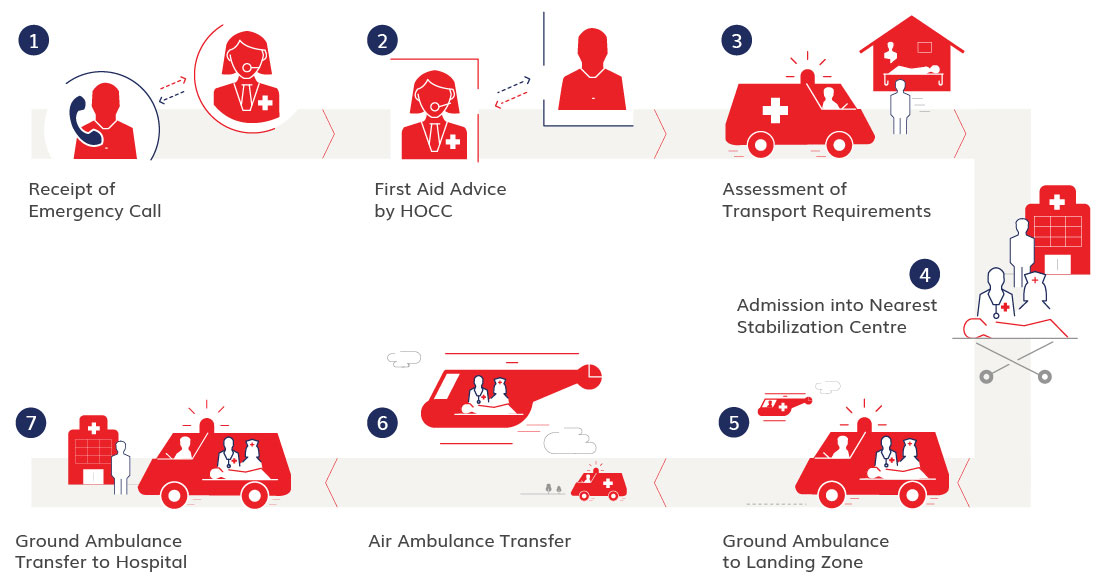 1
Receipt of
Emergency Call
2
First Aid Advice
by HOCC
3
Assessment of
Transport Requirements
4
Admission into Nearest
Stabilization Centre
5
Ground Ambulance
to Landing Zone
6
Air Ambulance Transfer
7
Ground Ambulance
Transfer to Hospital